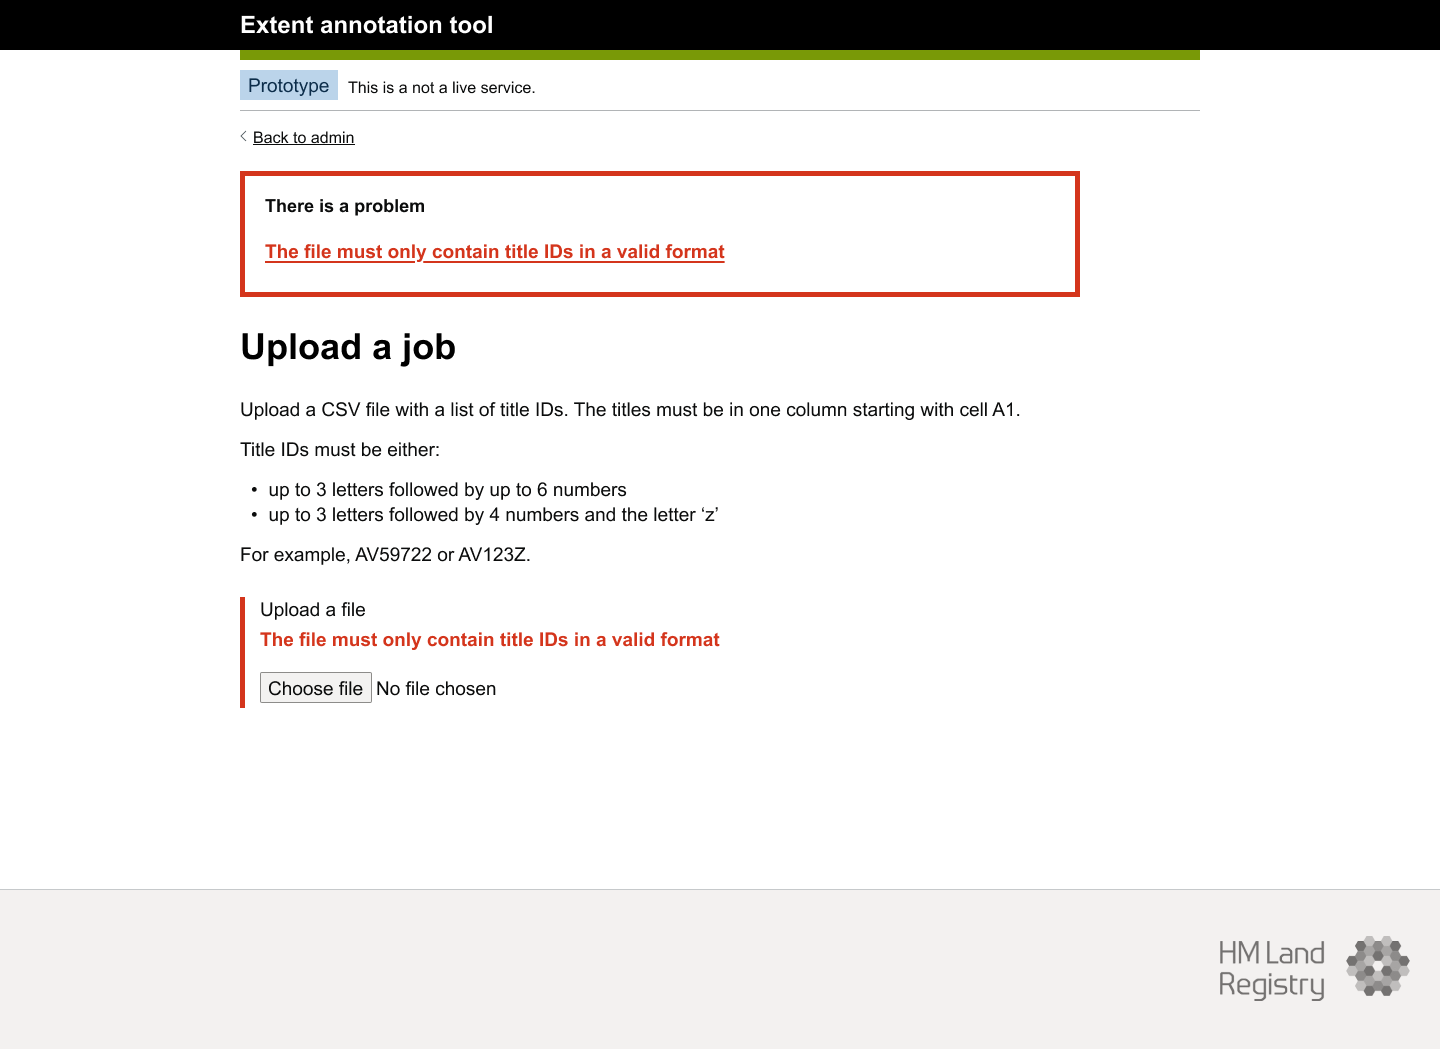 Extent annotation tool
Prototype This is a not a live service.
Back to admin
There is a problem
The file must only contain title IDs in a valid format
Upload a job
Upload a CSV file with a list of title IDs. The titles must be in one column starting with cell A1.
Title IDs must be either:
• up to 3 letters followed by up to 6 numbers
• up to 3 letters followed by 4 numbers and the letter ‘z’
For example, AV59722 or AV123Z.
Upload a file
The file must only contain title IDs in a valid format
Choose file No file chosen
HM Land
Registry